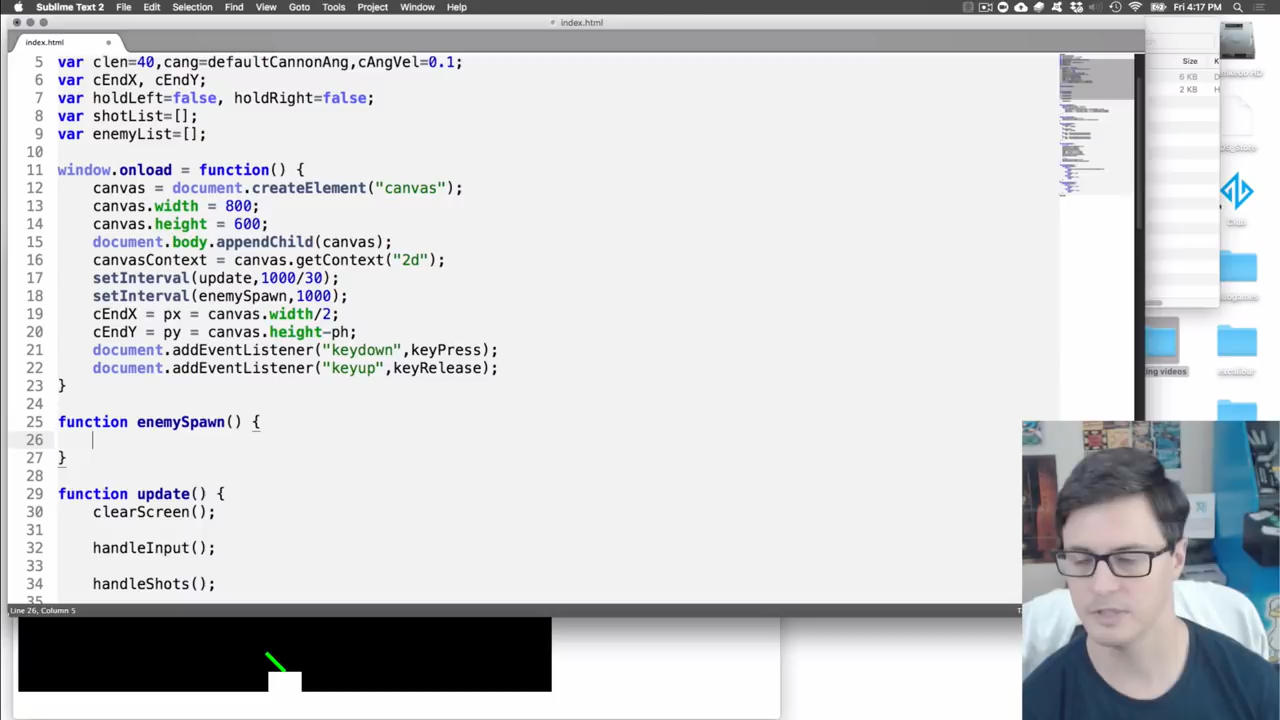 Sublime Text 2 File Edit Selection Find View Goto Tools Project Window Help Fri 4:17 PM
index.html
index.html
Size
6 KB
2 KB
5 var clen=40,cang=defaultCannonAng,cAngVel=0.1;
6 var cEndX, cEndY;
7 var holdLeft=false, holdRight=false;
8 var shotList=[];
9 var enemyList=[];
10
11 window.onload = function() {
12 canvas = document.createElement("canvas");
13 canvas.width = 800;
14 canvas.height = 600;
15 document.body.appendChild(canvas);
16 canvasContext = canvas.getContext("2d");
17 setInterval(update,1000/30);
18 setInterval(enemySpawn,1000);
19 cEndX = px = canvas.width/2;
20 cEndY = py = canvas.height-ph;
21 document.addEventListener("keydown",keyPress);
22 document.addEventListener("keyup",keyRelease);
23 }
24
25 function enemySpawn() {
26
27 }
28
29 function update() {
30 clearScreen();
31
32 handleInput();
33
34 handleShots();
35
Line 26, Column 5
ing videos
excalibur